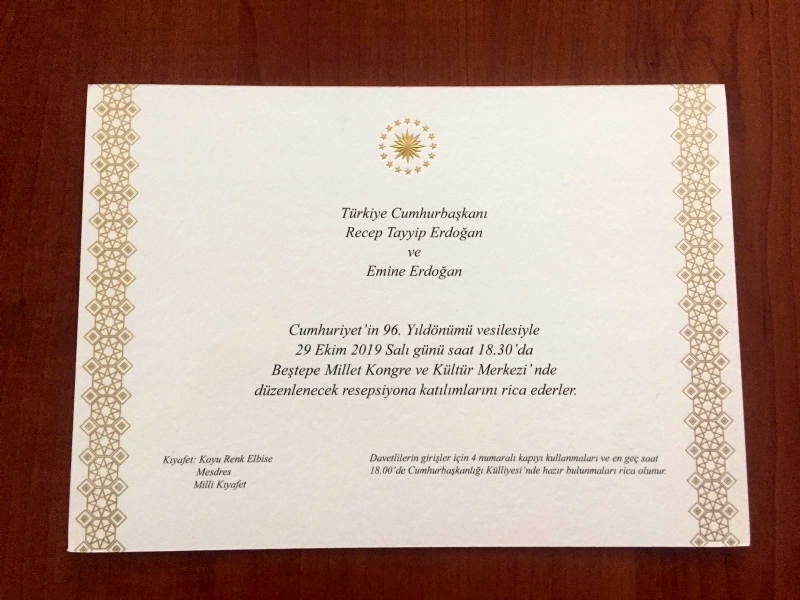 Türkiye Cumhurbaşkanı
Recep Tayyip Erdoğan
ve
Emine Erdoğan
Cumhuriyet'in 96. Yıldönümü vesilesiyle
29 Ekim 2019 Salı günü saat 18.30'da
Beştepe Millet Kongre ve Kültür Merkezi'nde
düzenlenecek resepsiyona katılımlarını rica ederler.
Kıyafet: Koyu Renk Elbise
Mesdres
Milli Kıyafet
Davetlilerin girişler için 4 numaralı kapıyı kullanmaları ve en geç saat
18.00'de Cumhurbaşkanlığı Külliyesi'nde hazır bulunmaları rica olunur.